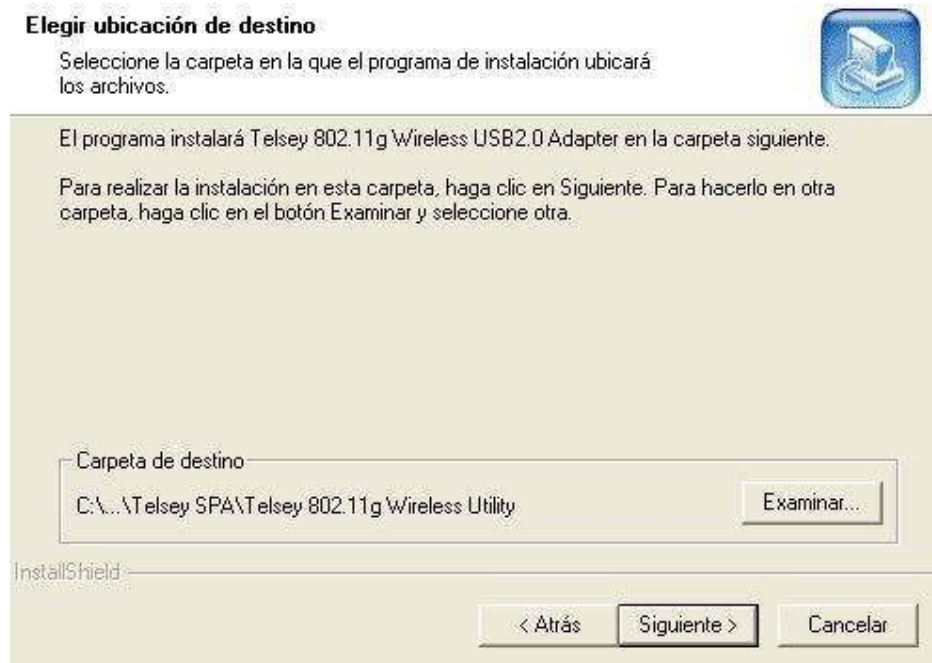 Elegir ubicación de destino
Seleccione la carpeta en la que el programa de instalación ubicará
los archivos.
El programa instalará Telsey 802.11g Wireless USB2.0 Adapter en la carpeta siguiente.
Para realizar la instalación en esta carpeta, haga clic en Siguiente. Para hacerlo en otra
carpeta, haga clic en el botón Examinar y seleccione otra.
Carpeta de destino
C:\...\Telsey SPA\Telsey 802.11g Wireless Utility
Examinar...
InstallShield
< Atrás
Siguiente >
Cancelar